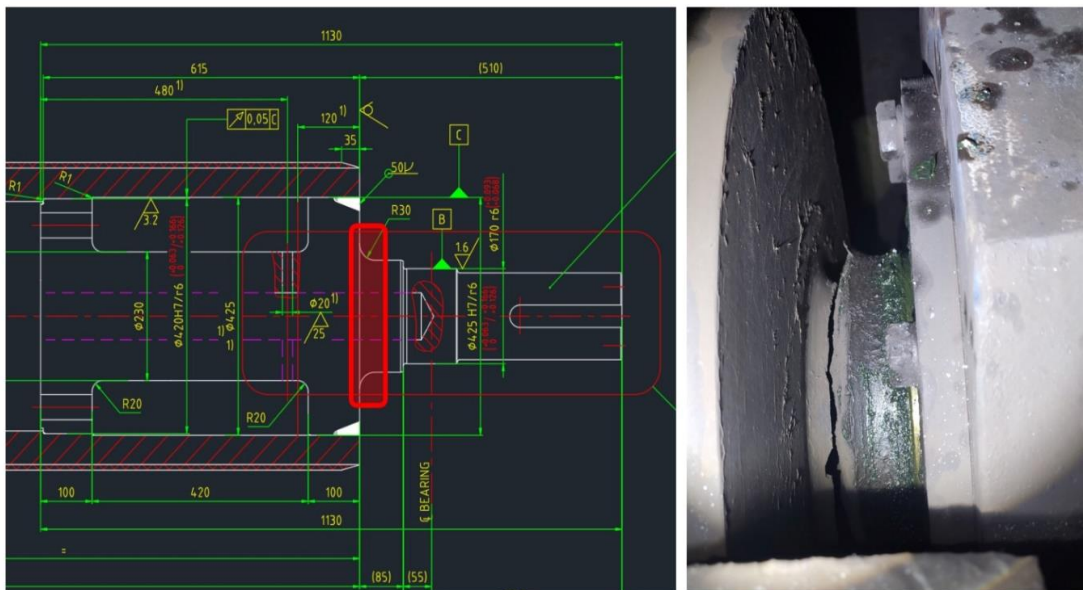 1130
615
(510)
480 1)
0,05 C
120 1)
35
C
50
R1
R1
3.2
R30
B
1.6
ø170 r6
ø230
ø420H7/r6
1)
1)
ø425
ø20 1)
25
ø425 H7/r6
R20
R20
100
420
100
℄ BEARING
1130
=
(85)
(55)